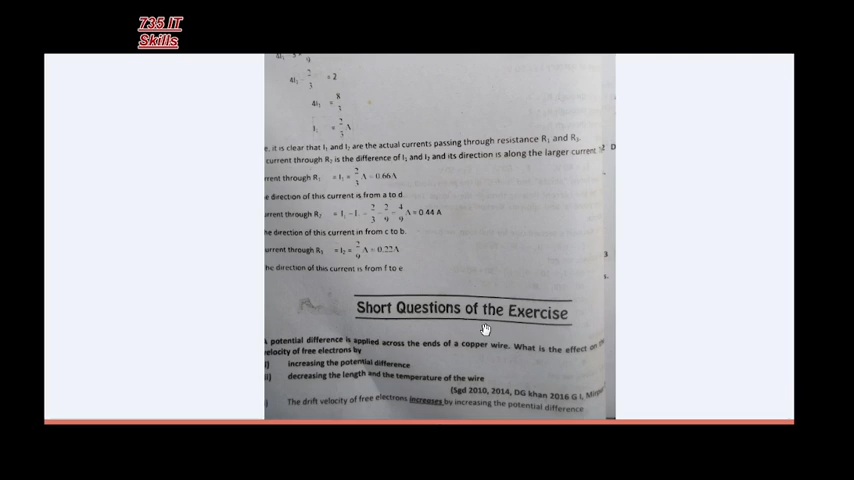 735 IT
Skills
9
4I₁ - 2/3 = 2
4I₁ = 8/3
I₁ = 2/3 A
e, it is clear that I₁ and I₂ are the actual currents passing through resistance R₁ and R₃.
current through R₂ is the difference of I₁ and I₂ and its direction is along the larger current
rrent through R₁ = I₁ = 2/3 A = 0.66A
e direction of this current is from a to d
urrent through R₂ = I₁ – I₂ = 2/3 - 2/9 = 4/9 A = 0.44 A
he direction of this current in from c to b.
urrent through R₃ = I₂ = 2/9 A = 0.22A
he direction of this current is from f to e
Short Questions of the Exercise
potential difference is applied across the ends of a copper wire. What is the effect on
elocity of free electrons by
i) increasing the potential difference
ii) decreasing the length and the temperature of the wire
(Sgd 2010, 2014, DG khan 2016 G I,
) The drift velocity of free electrons increases by increasing the potential difference